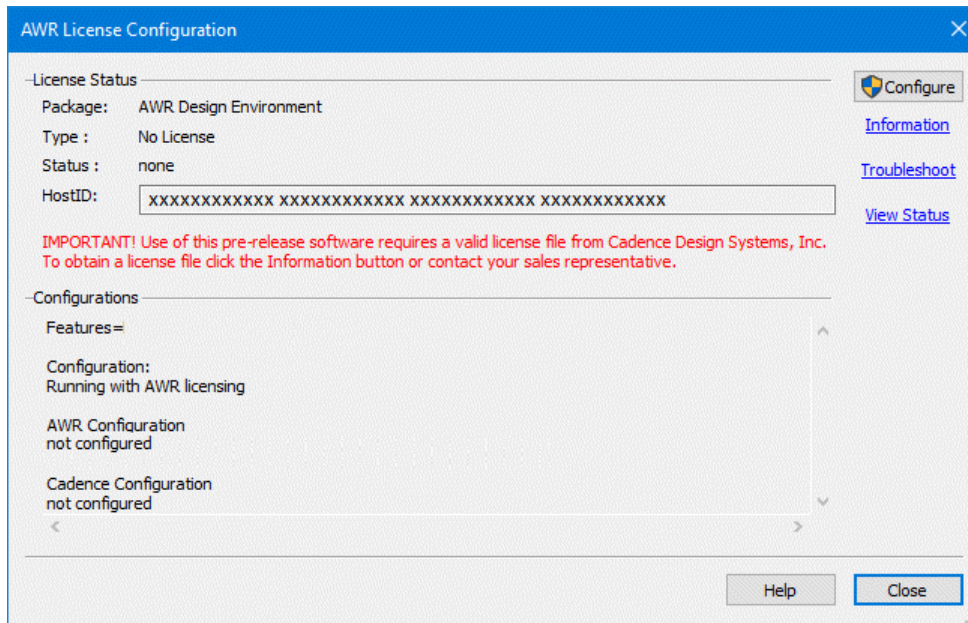 AWR License Configuration
License Status
Configure
Package: AWR Design Environment
Information
Type : No License
Status : none
Troubleshoot
HostID: xxxxxxxxxxxx xxxxxxxxxxxx xxxxxxxxxxxx xxxxxxxxxxxx
View Status
IMPORTANT! Use of this pre-release software requires a valid license file from Cadence Design Systems, Inc.
To obtain a license file click the Information button or contact your sales representative.
Configurations
Features=
Configuration:
Running with AWR licensing
AWR Configuration
not configured
Cadence Configuration
not configured
Help
Close